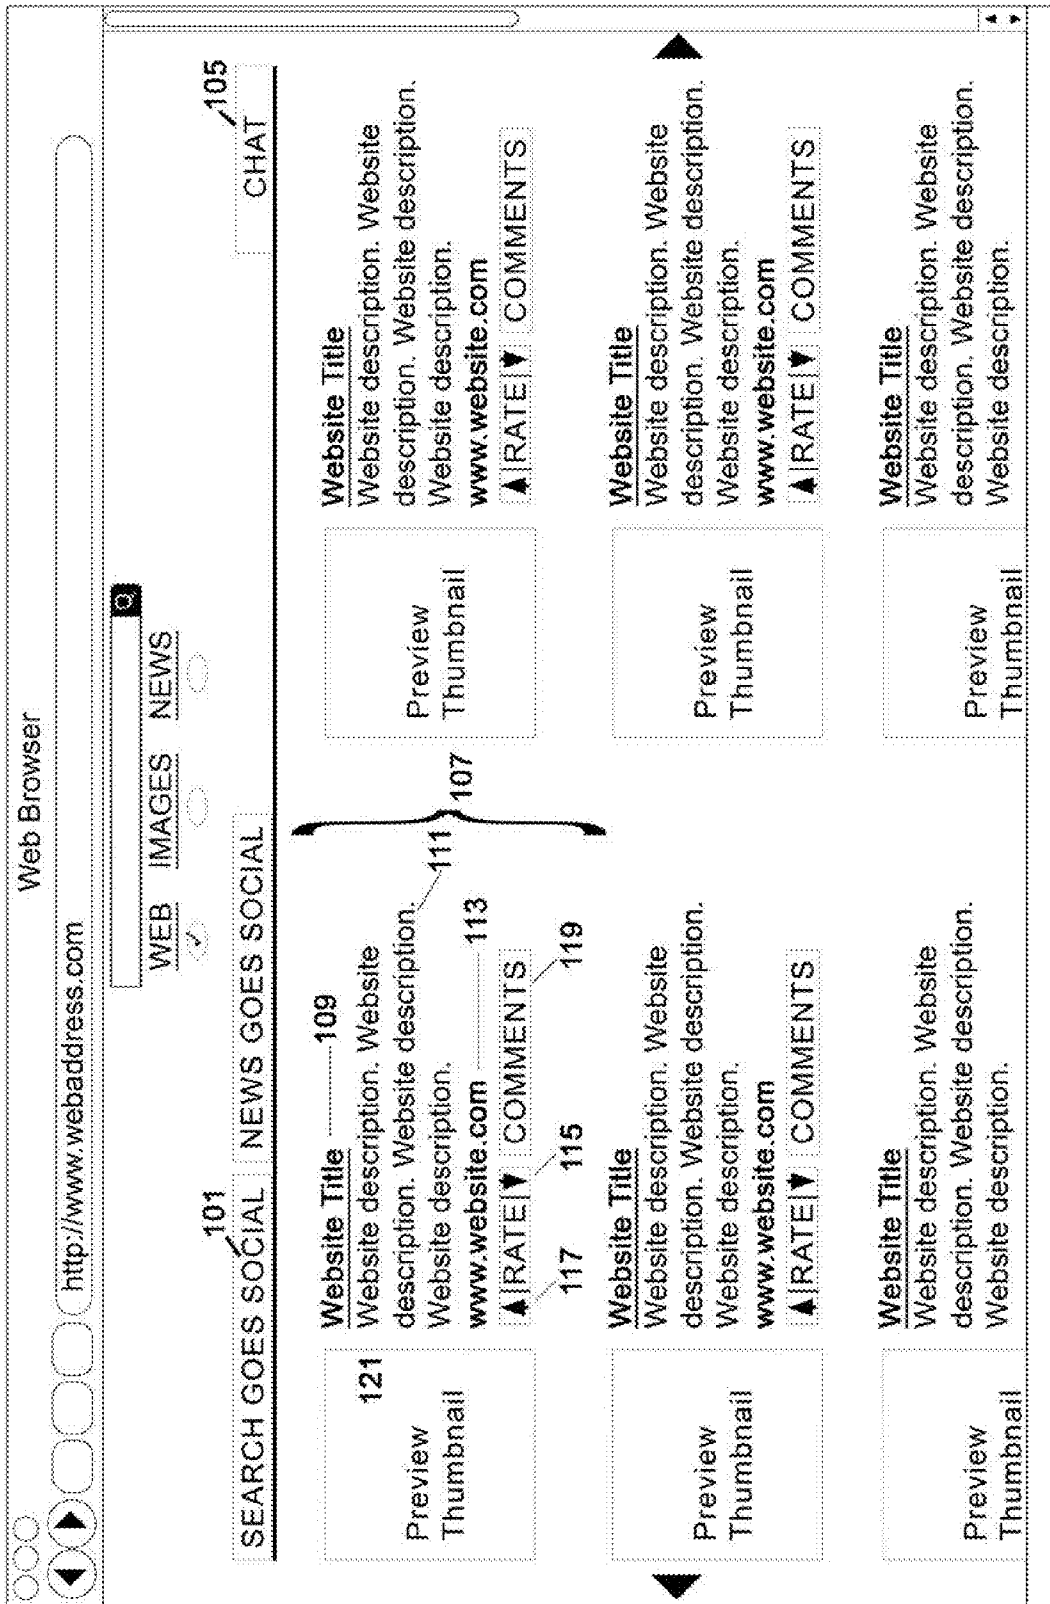 Web Browser
http://www.webaddress.com
WEB IMAGES NEWS
101
105
SEARCH GOES SOCIAL NEWS GOES SOCIAL CHAT
121
Preview
Thumbnail
Website Title 109
Website description. Website
description. Website description. 111
Website description.
www.website.com 113
RATE COMMENTS
117 115 119
107
Preview
Thumbnail
Website Title
Website description. Website
description. Website description.
Website description.
www.website.com
RATE COMMENTS
Preview
Thumbnail
Website Title
Website description. Website
description. Website description.
Website description.
www.website.com
RATE COMMENTS
Preview
Thumbnail
Website Title
Website description. Website
description. Website description.
Website description.
www.website.com
RATE COMMENTS
Preview
Thumbnail
Website Title
Website description. Website
description. Website description.
Website description.
Preview
Thumbnail
Website Title
Website description. Website
description. Website description.
Website description.